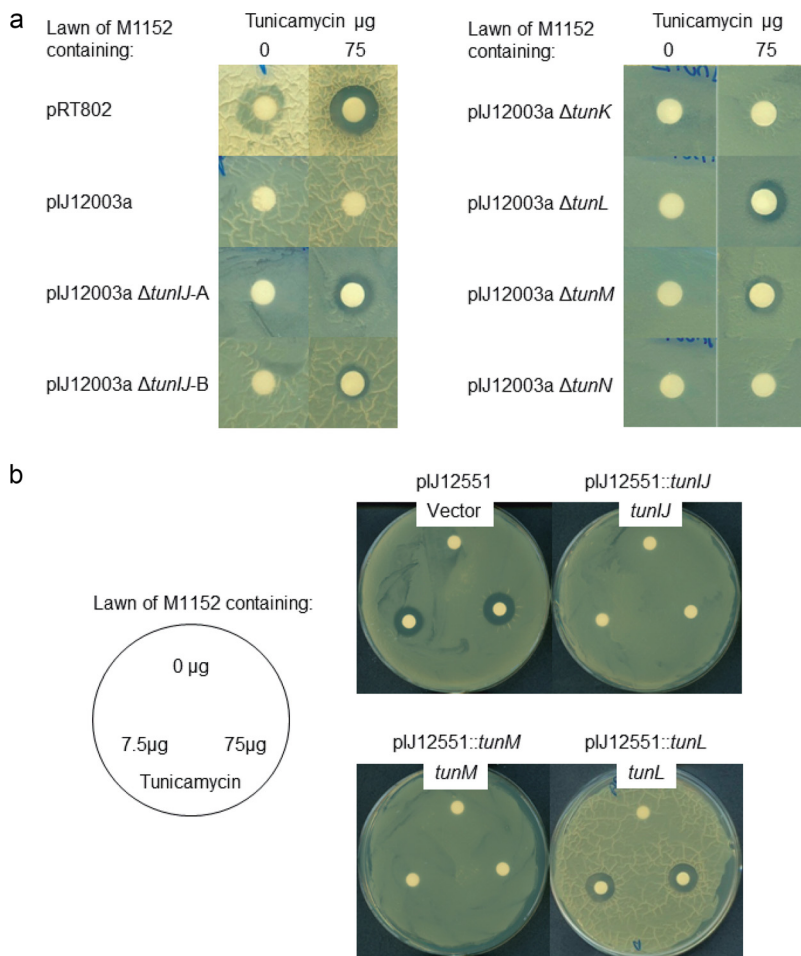 a
Lawn of M1152
containing:
Tunicamycin µg
0 75
pRT802
pIJ12003a
pIJ12003a ΔtunIJ-A
pIJ12003a ΔtunIJ-B
Lawn of M1152
containing:
Tunicamycin µg
0 75
pIJ12003a ΔtunK
pIJ12003a ΔtunL
pIJ12003a ΔtunM
pIJ12003a ΔtunN
b
Lawn of M1152 containing:
0 µg
7.5µg 75µg
Tunicamycin
pIJ12551
Vector
pIJ12551::tunIJ
tunIJ
pIJ12551::tunM
tunM
pIJ12551::tunL
tunL